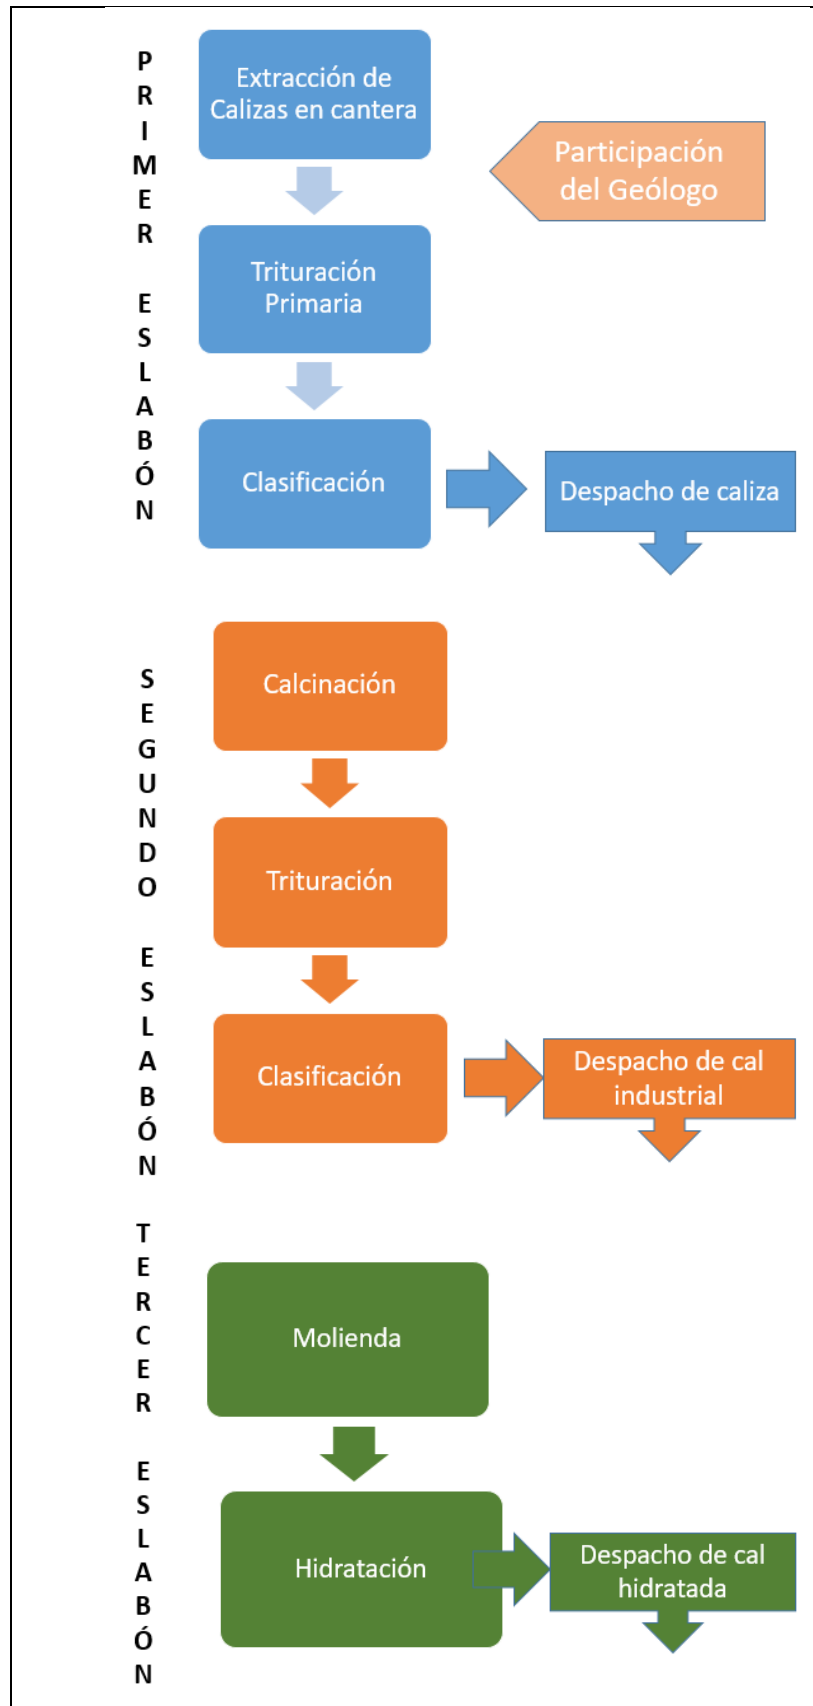 PRIMER ESLABÓN
Extracción de
Calizas en cantera
Participación
del Geólogo
Trituración
Primaria
Clasificación
Despacho de caliza
SEGUNDO ESLABÓN
Calcinación
Trituración
Clasificación
Despacho de cal
industrial
TERCER ESLABÓN
Molienda
Hidratación
Despacho de cal
hidratada